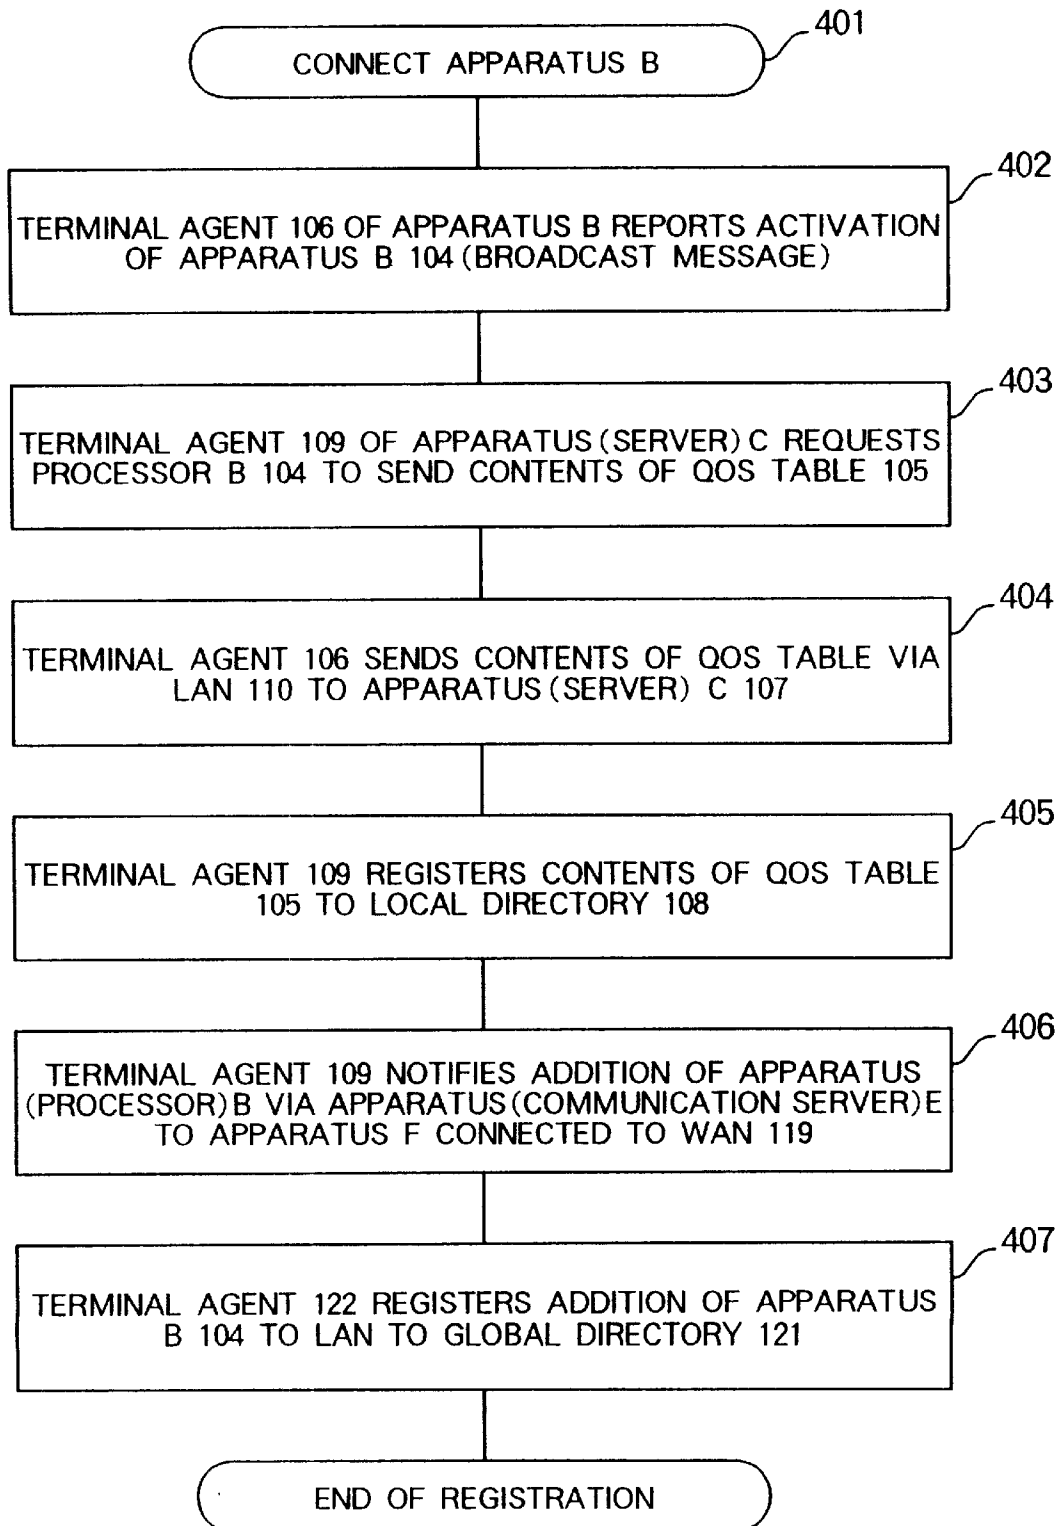 401
CONNECT APPARATUS B
402
TERMINAL AGENT 106 OF APPARATUS B REPORTS ACTIVATION
OF APPARATUS B 104 (BROADCAST MESSAGE)
403
TERMINAL AGENT 109 OF APPARATUS (SERVER) C REQUESTS
PROCESSOR B 104 TO SEND CONTENTS OF QOS TABLE 105
404
TERMINAL AGENT 106 SENDS CONTENTS OF QOS TABLE VIA
LAN 110 TO APPARATUS (SERVER) C 107
405
TERMINAL AGENT 109 REGISTERS CONTENTS OF QOS TABLE
105 TO LOCAL DIRECTORY 108
406
TERMINAL AGENT 109 NOTIFIES ADDITION OF APPARATUS
(PROCESSOR) B VIA APPARATUS (COMMUNICATION SERVER) E
TO APPARATUS F CONNECTED TO WAN 119
407
TERMINAL AGENT 122 REGISTERS ADDITION OF APPARATUS
B 104 TO LAN TO GLOBAL DIRECTORY 121
END OF REGISTRATION